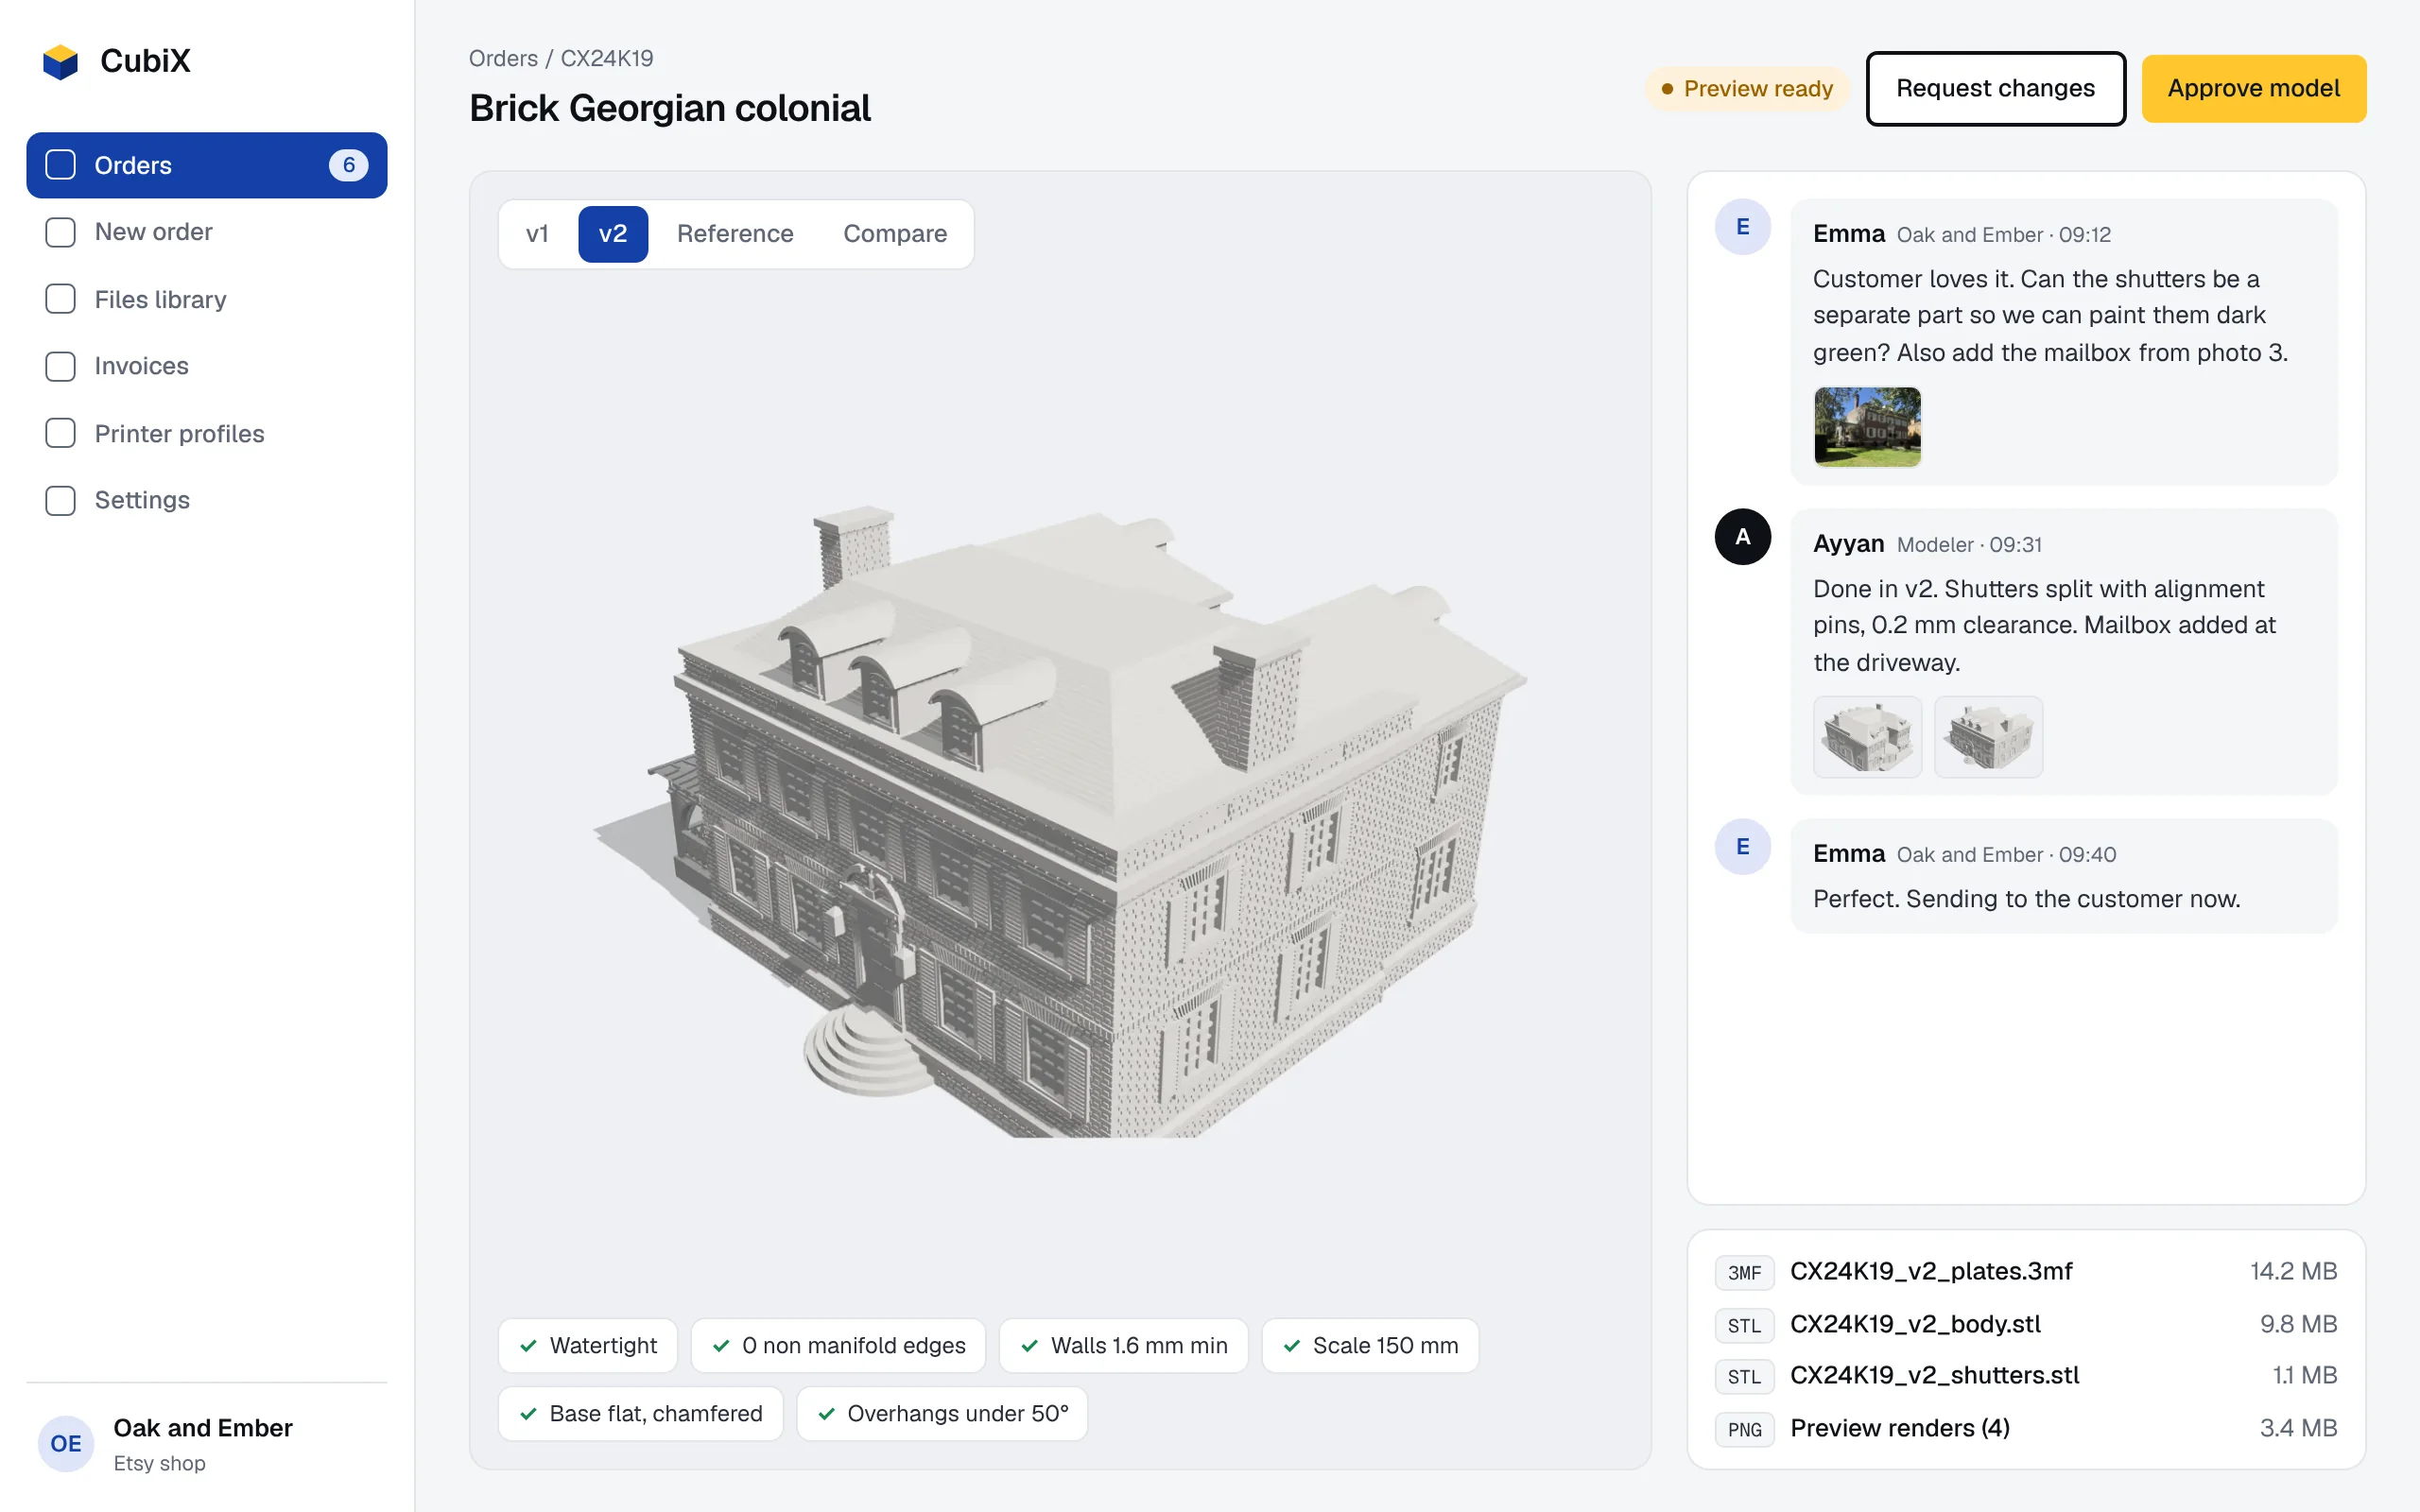 CubiX
Orders 6
New order
Files library
Invoices
Printer profiles
Settings
OE
Oak and Ember
Etsy shop
Orders / CX24K19
Brick Georgian colonial
Preview ready
Request changes
Approve model
v1
v2
Reference
Compare
Watertight
0 non manifold edges
Walls 1.6 mm min
Scale 150 mm
Base flat, chamfered
Overhangs under 50°
E
Emma Oak and Ember · 09:12
Customer loves it. Can the shutters be a
separate part so we can paint them dark
green? Also add the mailbox from photo 3.
A
Ayyan Modeler · 09:31
Done in v2. Shutters split with alignment
pins, 0.2 mm clearance. Mailbox added at
the driveway.
E
Emma Oak and Ember · 09:40
Perfect. Sending to the customer now.
3MF CX24K19_v2_plates.3mf 14.2 MB
STL CX24K19_v2_body.stl 9.8 MB
STL CX24K19_v2_shutters.stl 1.1 MB
PNG Preview renders (4) 3.4 MB